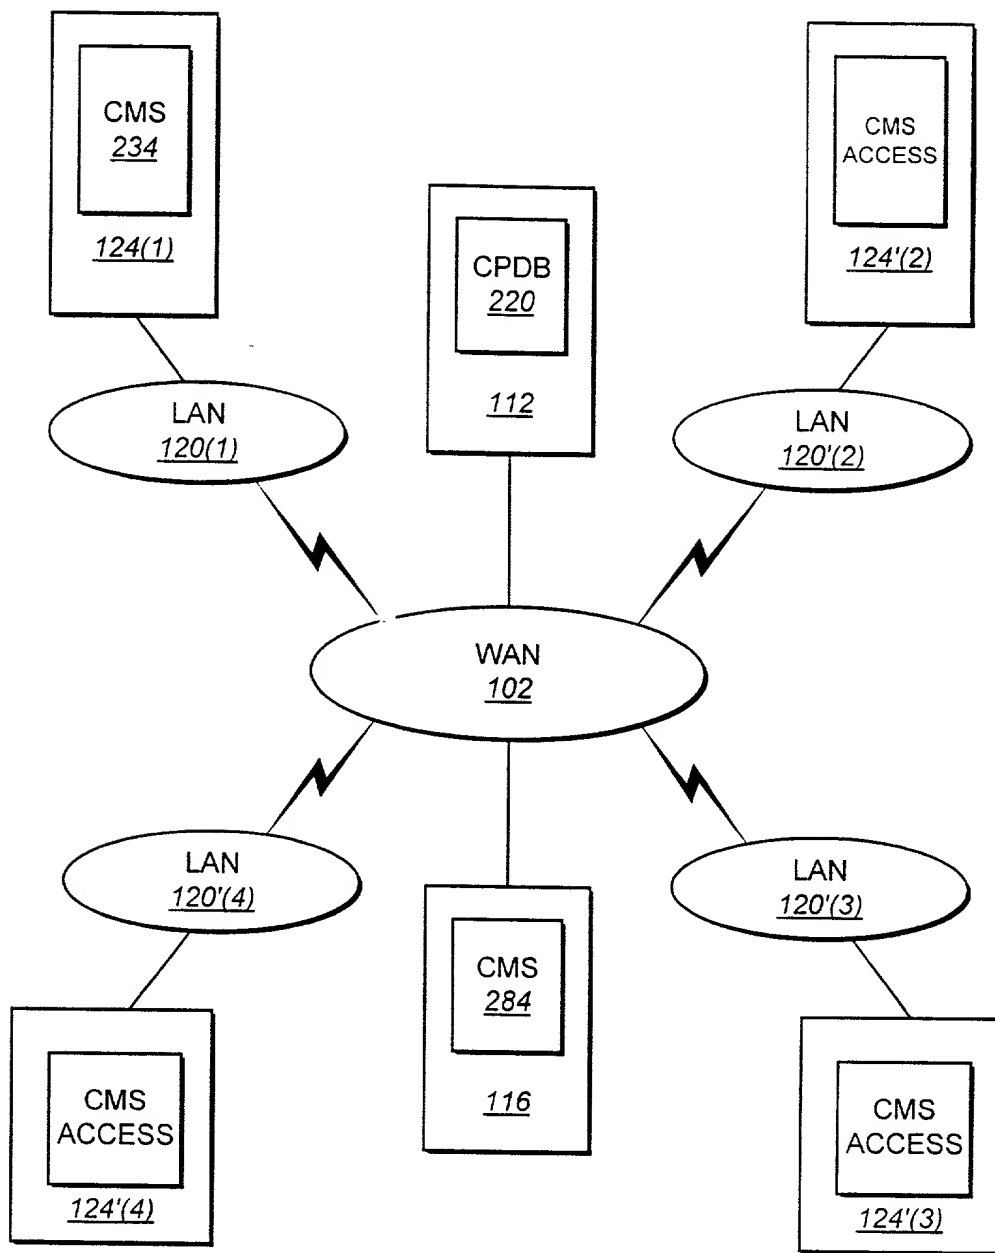 CMS
234
124(1)
CMS
ACCESS
124'(2)
CPDB
220
112
LAN
120(1)
LAN
120'(2)
WAN
102
LAN
120'(4)
LAN
120'(3)
CMS
284
116
CMS
ACCESS
124'(4)
CMS
ACCESS
124'(3)